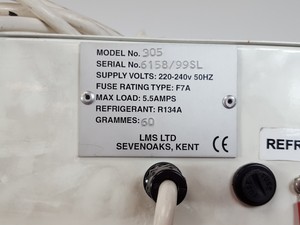 MODEL No. 305
SERIAL No. 6158/99SL
SUPPLY VOLTS: 220-240v 50HZ
FUSE RATING TYPE: F7A
MAX LOAD: 5.5AMPS
REFRIGERANT: R134A
GRAMMES: 60
LMS LTD
SEVENOAKS, KENT
CE
REFR